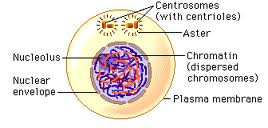 Centrosomes
(with centrioles)
Aster
Nucleolus
Chromatin
(dispersed
chromosomes)
Nuclear
envelope
Plasma membrane